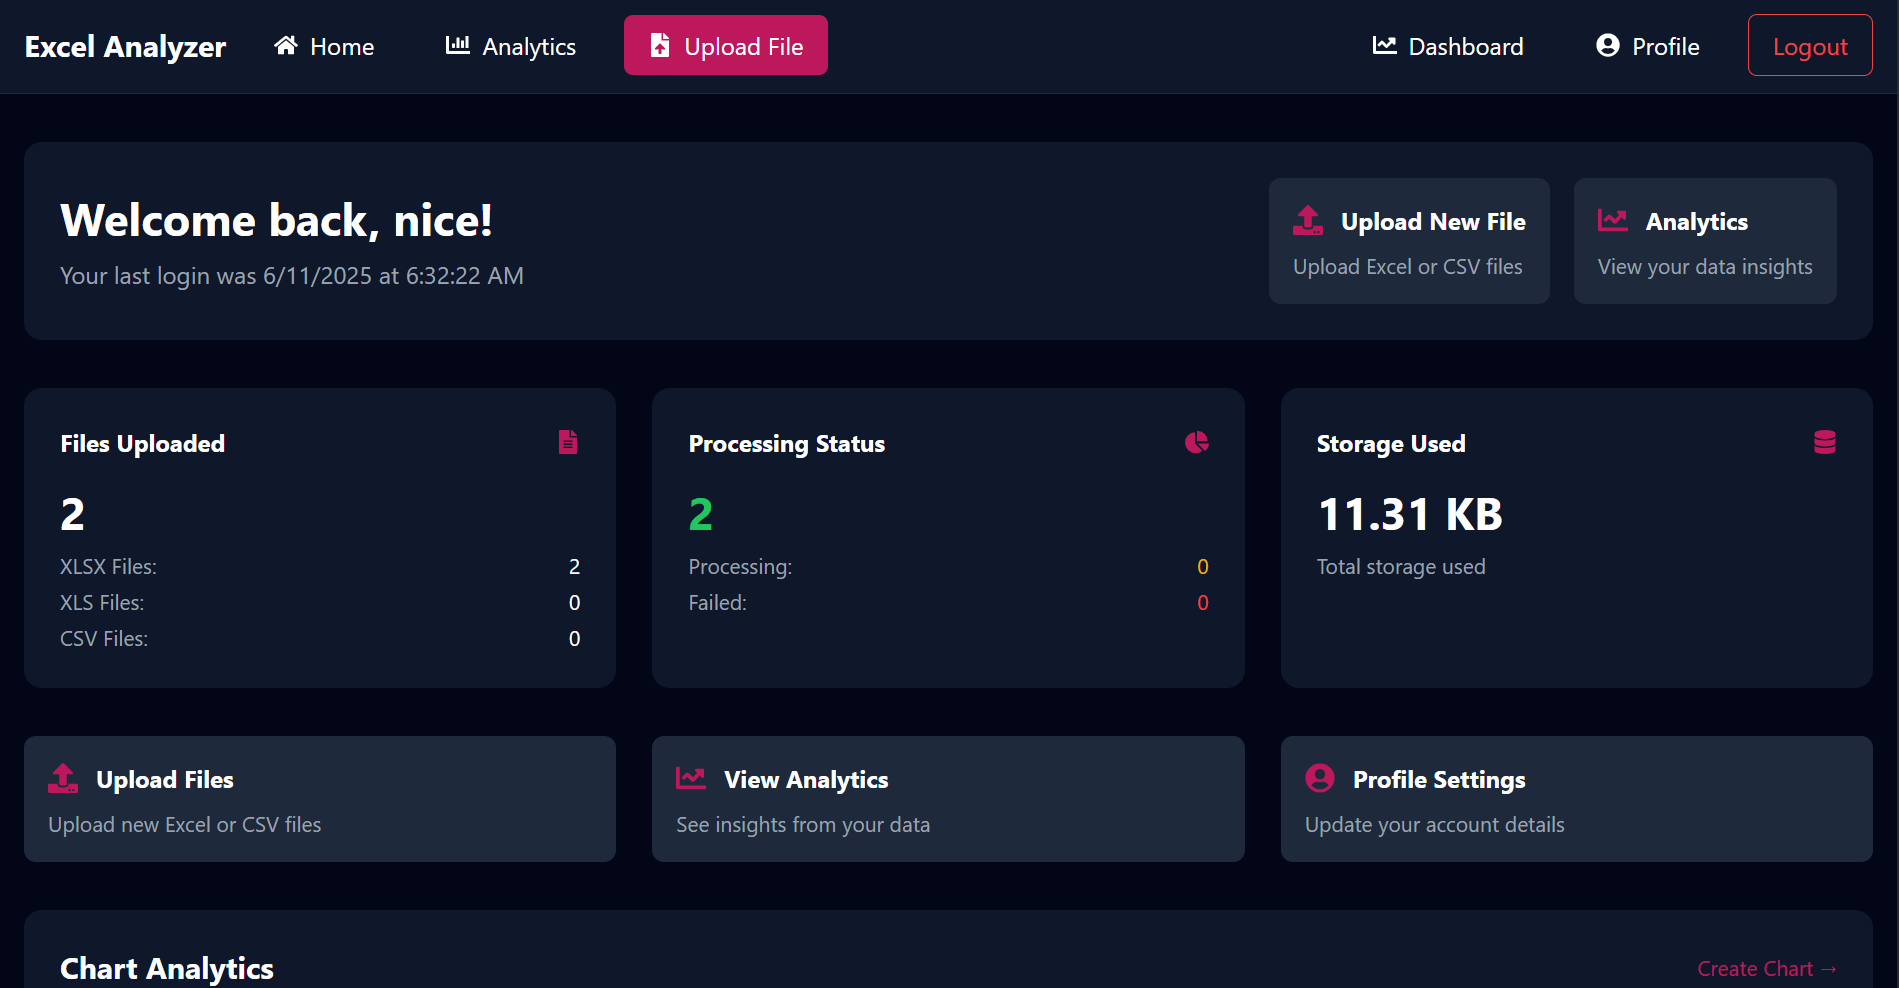 Excel Analyzer
Home
Analytics
Upload File
Dashboard
Profile
Logout
Welcome back, nice!
Your last login was 6/11/2025 at 6:32:22 AM
Upload New File
Upload Excel or CSV files
Analytics
View your data insights
Files Uploaded
2
XLSX Files: 2
XLS Files: 0
CSV Files: 0
Processing Status
2
Processing: 0
Failed: 0
Storage Used
11.31 KB
Total storage used
Upload Files
Upload new Excel or CSV files
View Analytics
See insights from your data
Profile Settings
Update your account details
Chart Analytics
Create Chart →